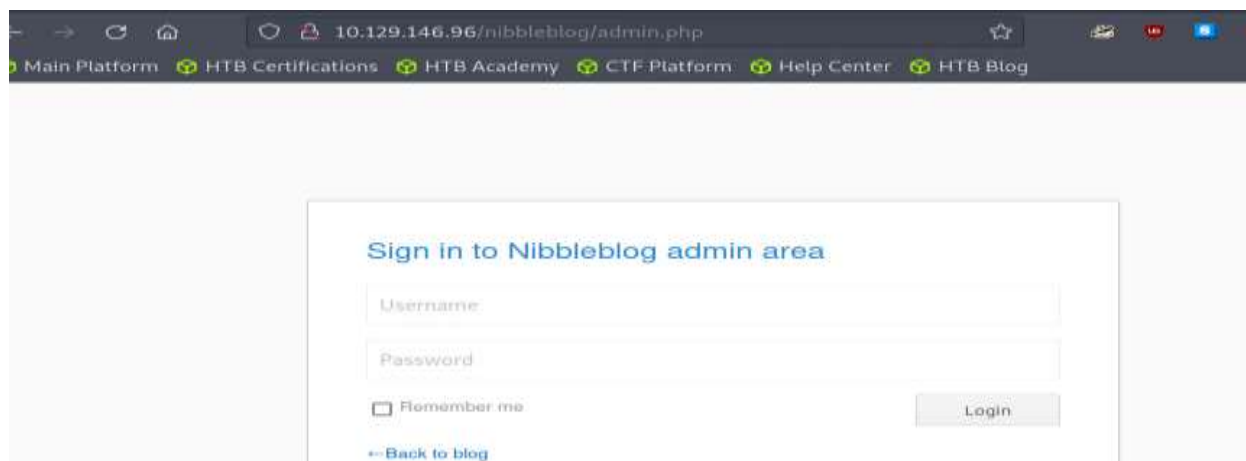 10.129.146.96/nibbleblog/admin.php
Main Platform HTB Certifications HTB Academy CTF Platform Help Center HTB Blog
Sign in to Nibbleblog admin area
Username
Password
Remember me
Login
←Back to blog